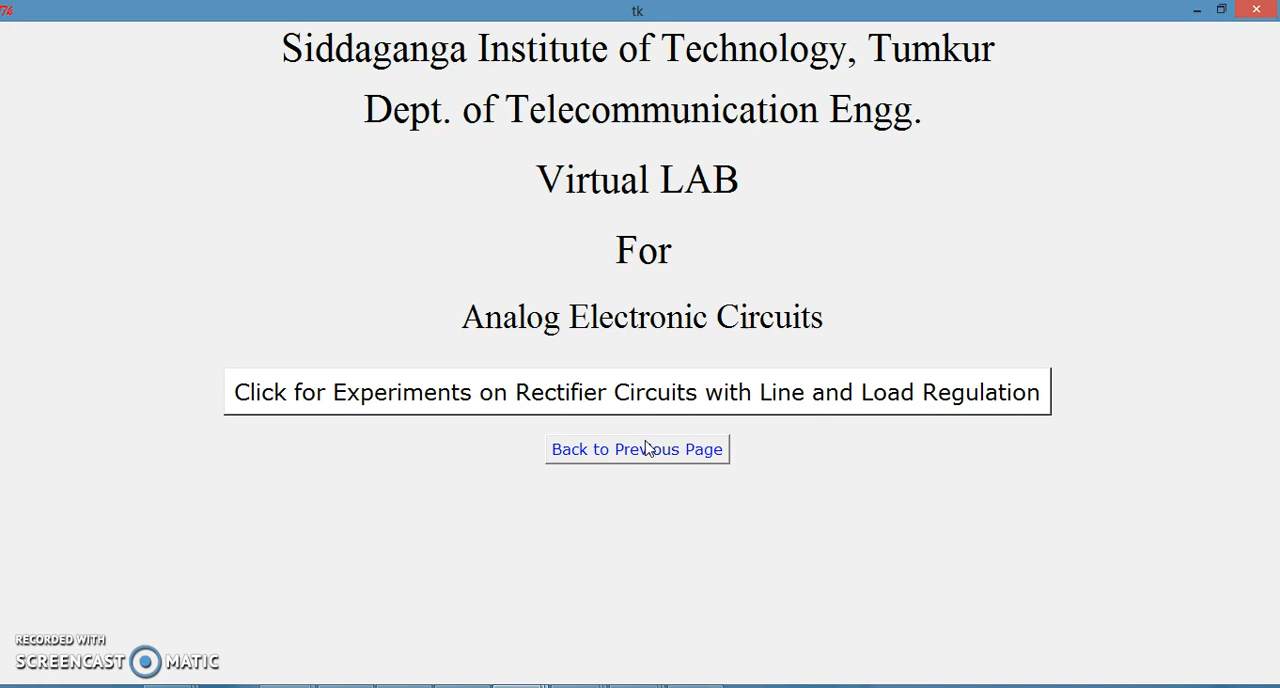 tk
Siddaganga Institute of Technology, Tumkur
Dept. of Telecommunication Engg.
Virtual LAB
For
Analog Electronic Circuits
Click for Experiments on Rectifier Circuits with Line and Load Regulation
Back to Previous Page
RECORDED WITH
SCREENCAST MATIC